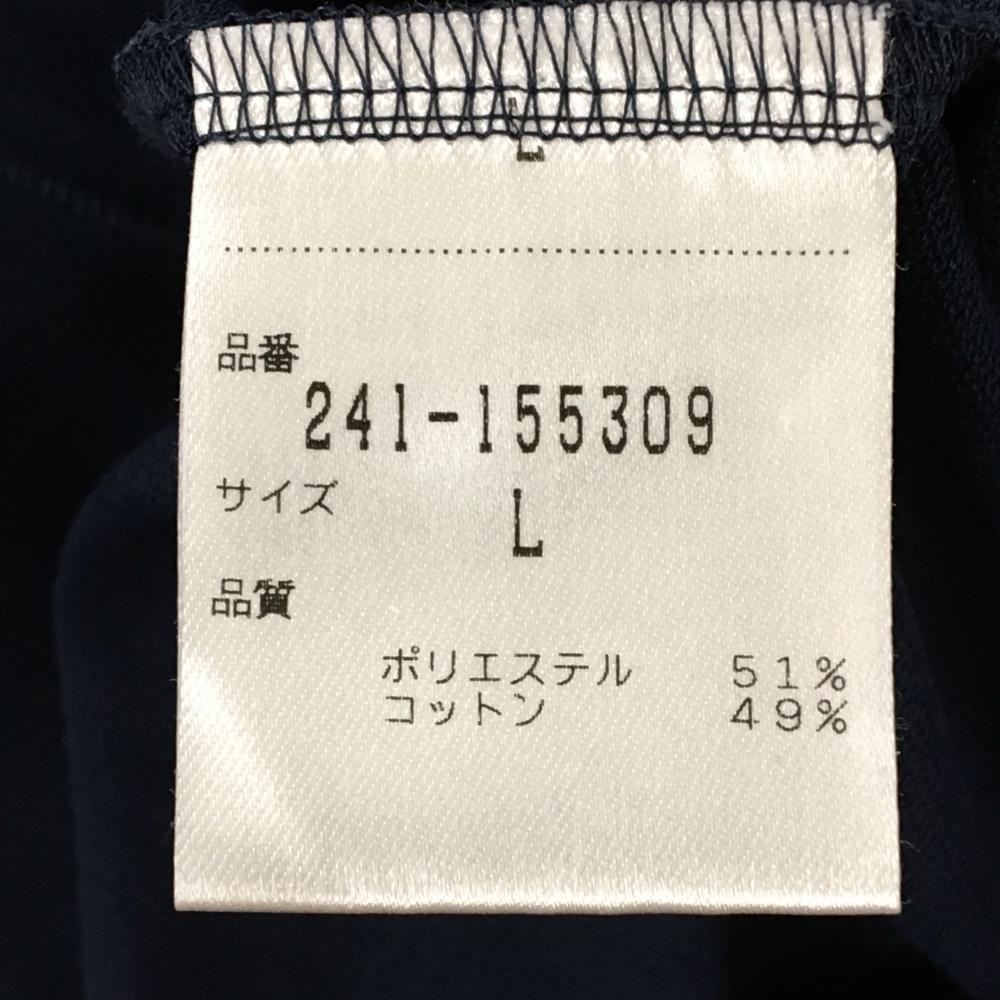 L
品番
241-155309
サイズ L
品質
ポリエステル 51%
コットン 49%